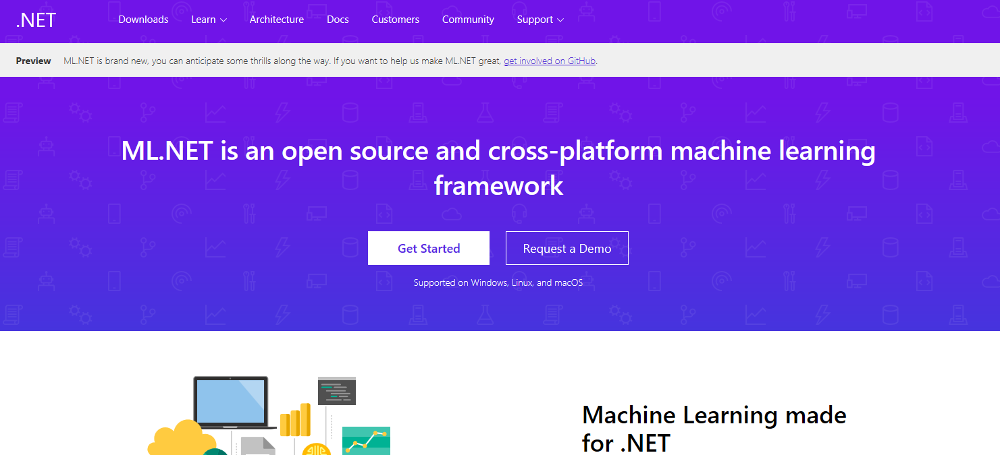 .NET Downloads Learn Architecture Docs Customers Community Support
Preview ML.NET is brand new, you can anticipate some thrills along the way. If you want to help us make ML.NET great, get involved on GitHub.
ML.NET is an open source and cross-platform machine learning
framework
Get Started Request a Demo
Supported on Windows, Linux, and macOS
Machine Learning made
for .NET